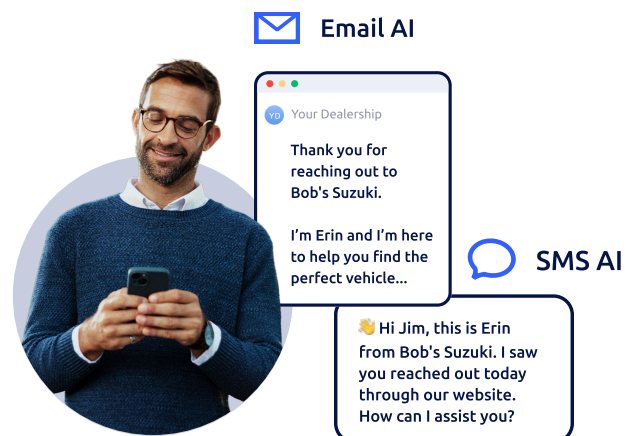 Email AI
YD Your Dealership
Thank you for
reaching out to
Bob's Suzuki.
I’m Erin and I’m here
to help you find the
perfect vehicle...
SMS AI
👋 Hi Jim, this is Erin
from Bob's Suzuki. I saw
you reached out today
through our website.
How can I assist you?